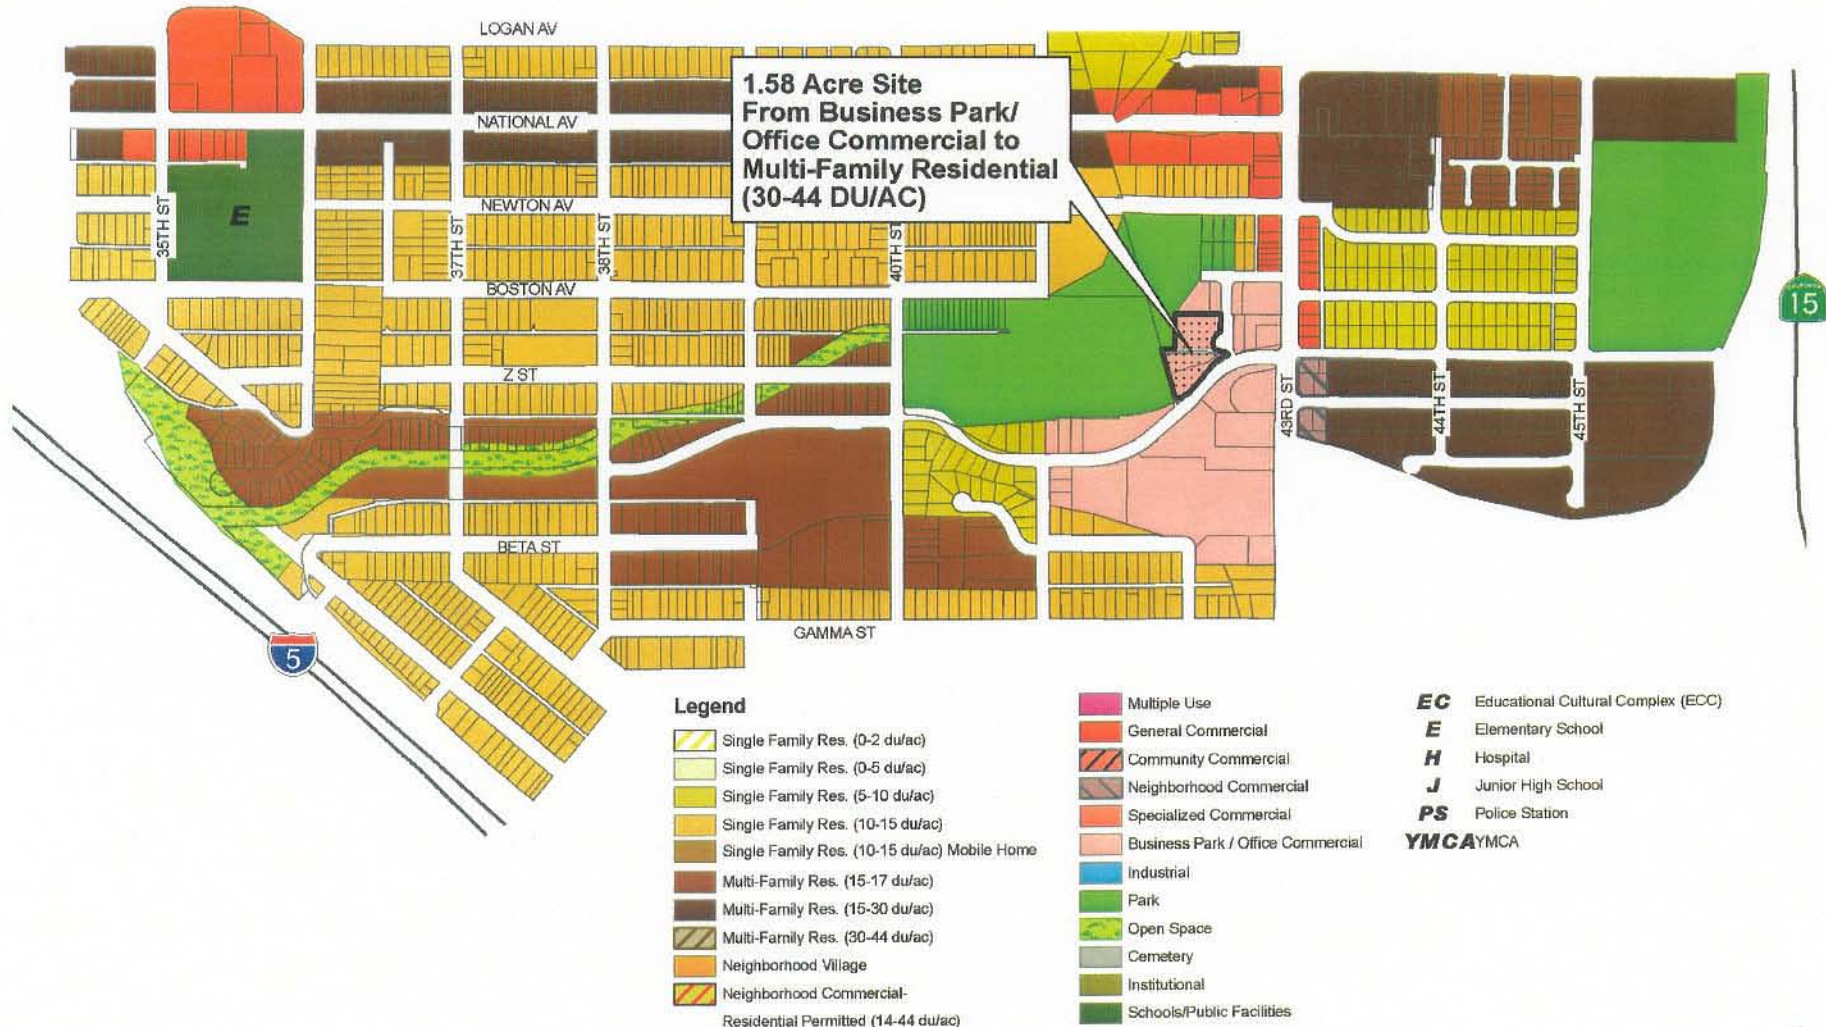 LOGAN AV
1.58 Acre Site
From Business Park/
Office Commercial to
Multi-Family Residential
(30-44 DU/AC)
NATIONAL AV
NEWTON AV
35TH ST
37TH ST
38TH ST
40TH ST
BOSTON AV
Z ST
43RD ST
44TH ST
45TH ST
CALIFORNIA
15
BETA ST
GAMMA ST
5
E
Legend
Single Family Res. (0-2 du/ac)
Single Family Res. (0-5 du/ac)
Single Family Res. (5-10 du/ac)
Single Family Res. (10-15 du/ac)
Single Family Res. (10-15 du/ac) Mobile Home
Multi-Family Res. (15-17 du/ac)
Multi-Family Res. (15-30 du/ac)
Multi-Family Res. (30-44 du/ac)
Neighborhood Village
Neighborhood Commercial-
Residential Permitted (14-44 du/ac)
Multiple Use
General Commercial
Community Commercial
Neighborhood Commercial
Specialized Commercial
Business Park / Office Commercial
Industrial
Park
Open Space
Cemetery
Institutional
Schools/Public Facilities
EC Educational Cultural Complex (ECC)
E Elementary School
H Hospital
J Junior High School
PS Police Station
YMCA YMCA